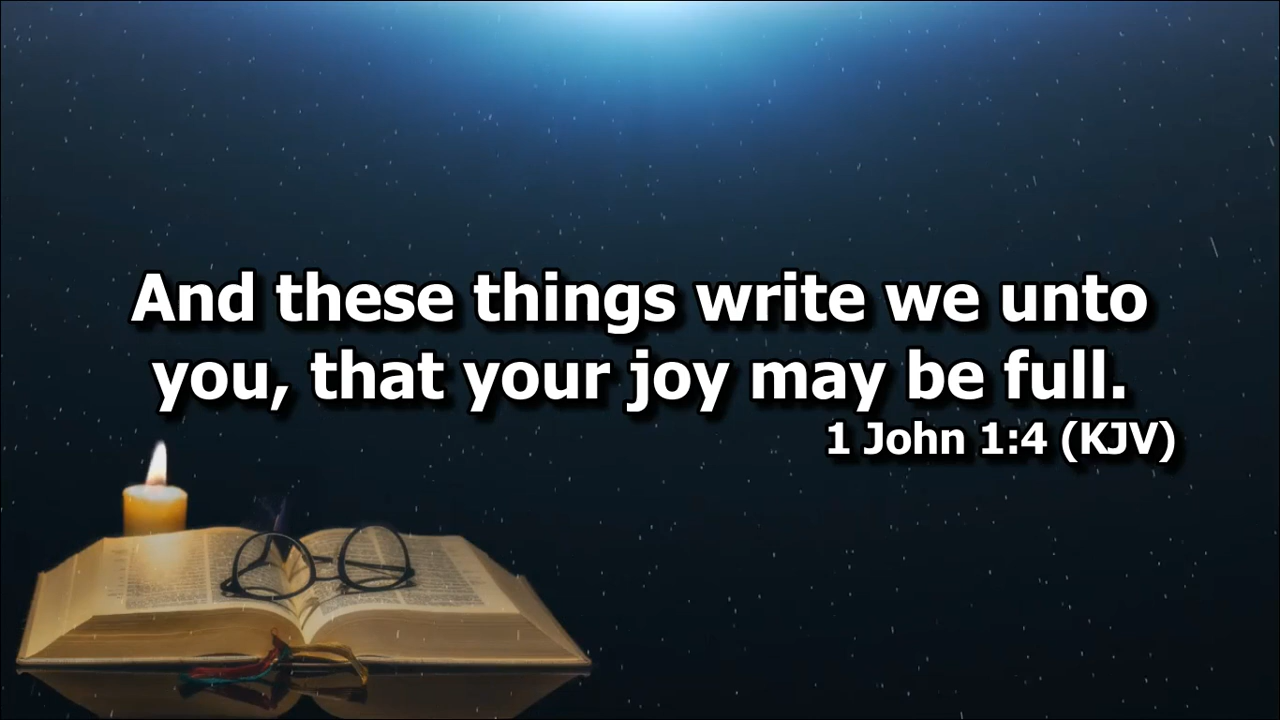 And these things write we unto
you, that your joy may be full.
1 John 1:4 (KJV)